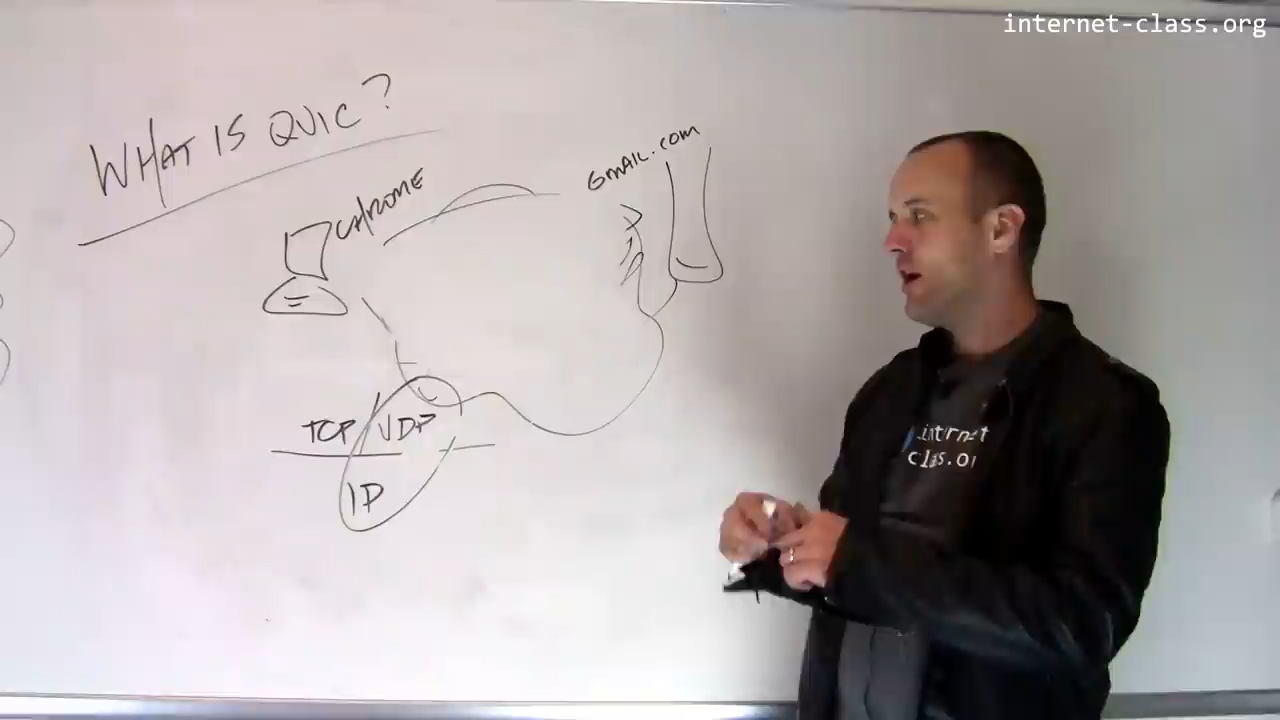 internet-class.org
WHAT IS QUIC?
CHROME
GMAIL.COM
TCP/UDP
IP
internet
class.or